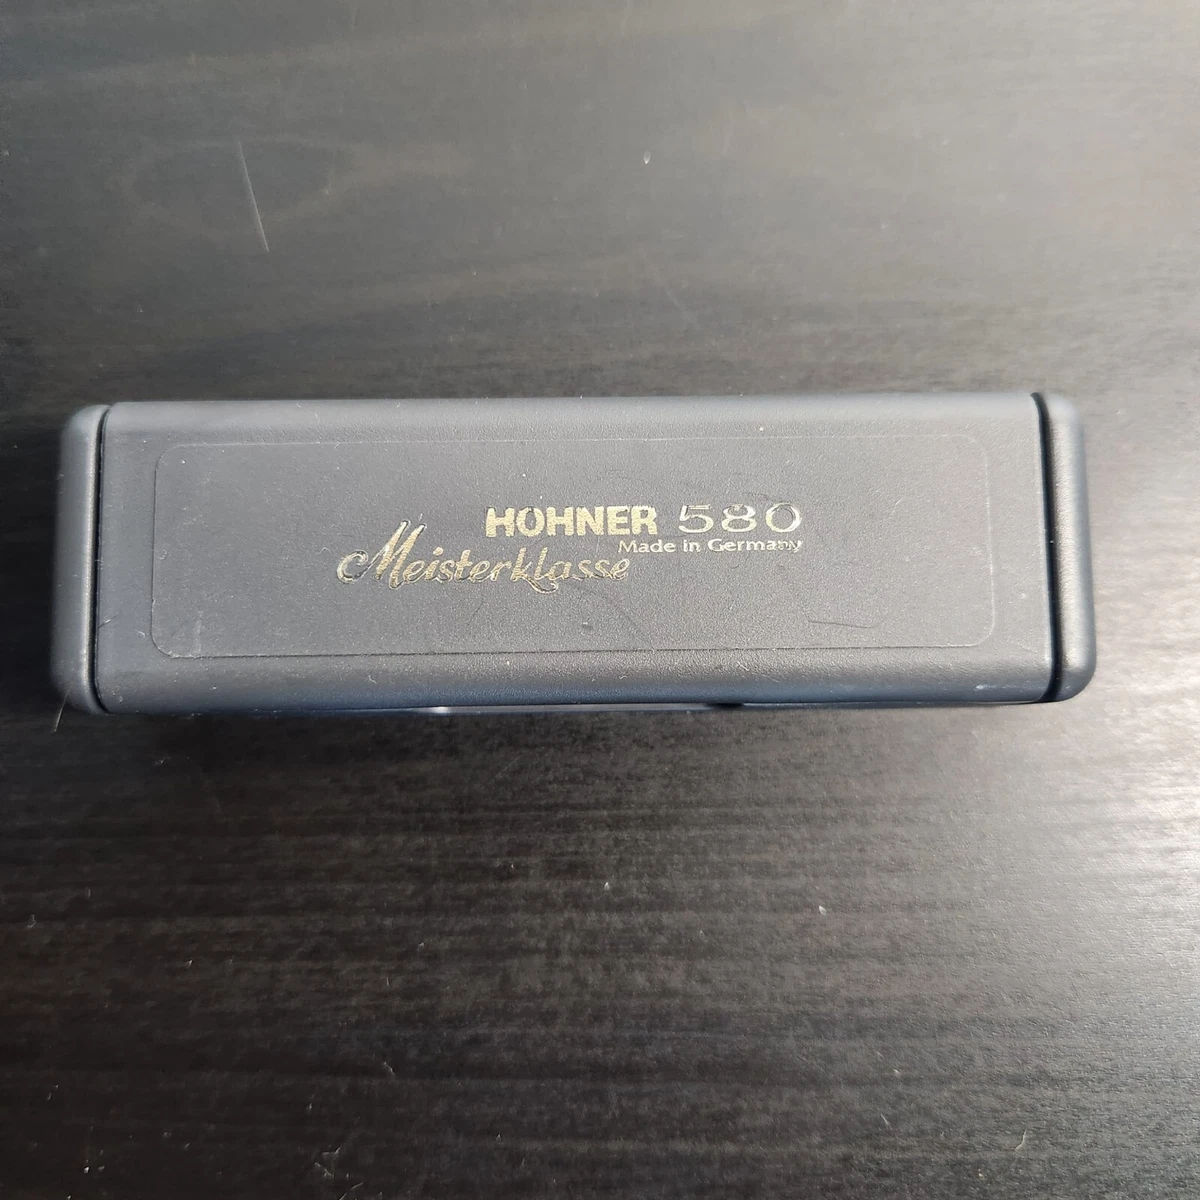 HOHNER 580
Made in Germany
Meisterklasse